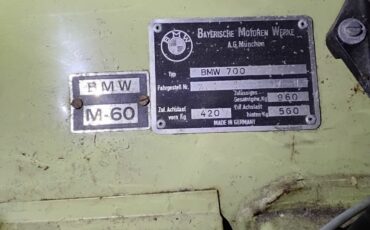 BMW
BAYERISCHE MOTOREN WERKE
A.G. München
Typ BMW 700
Fahrgestell Nr.
Zulässiges
Gesamtgew. Kg 960
Zul. Achslast
vorn Kg 420
Zul. Achslast
hinten Kg 560
MADE IN GERMANY
BMW
M-60